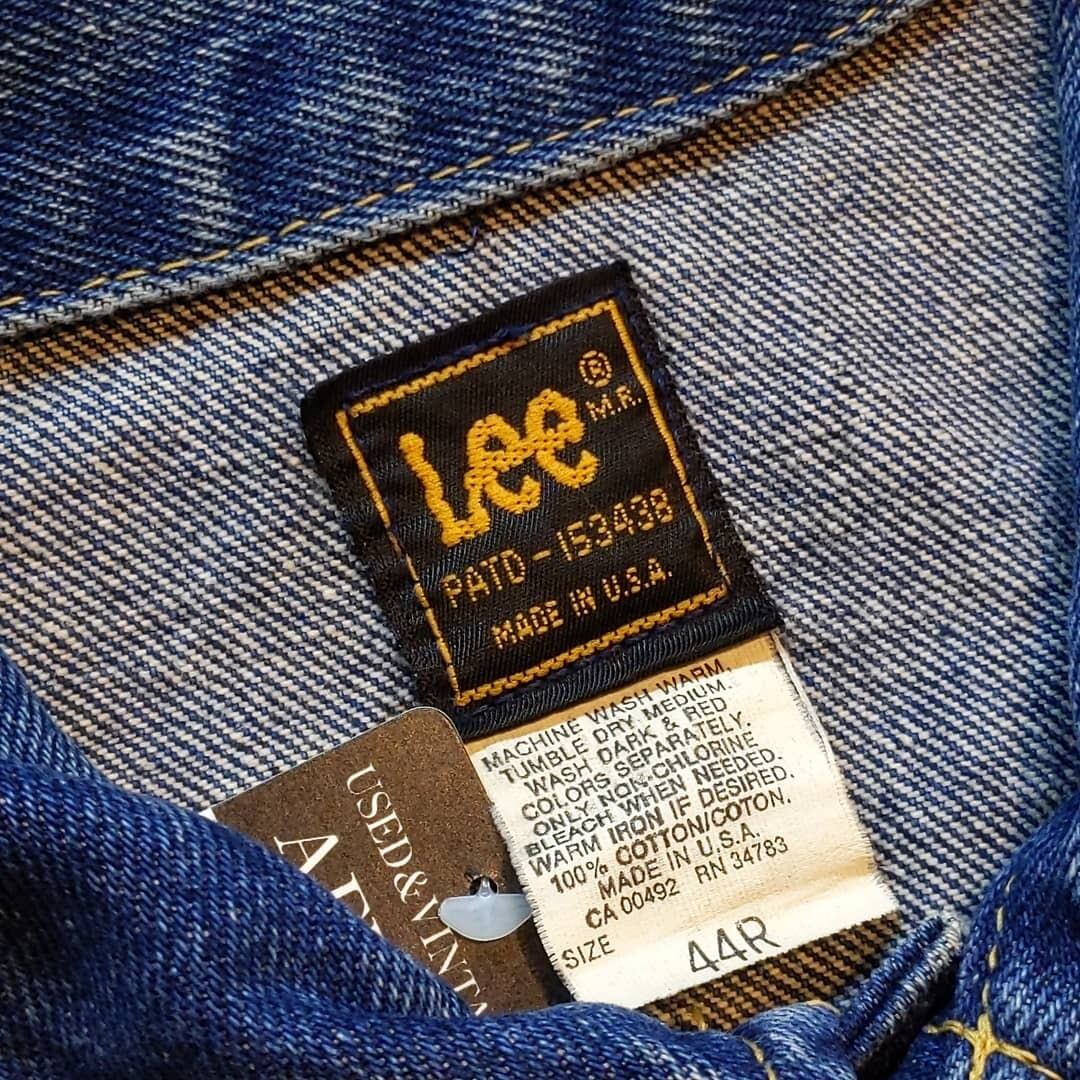 Lee® M.R.
PATD-153438
MADE IN U.S.A.
MACHINE WASH WARM.
TUMBLE DRY MEDIUM.
WASH DARK & RED
COLORS SEPARATELY.
ONLY NON-CHLORINE
BLEACH WHEN NEEDED.
WARM IRON IF DESIRED.
100% COTTON/COTON.
MADE IN U.S.A.
CA 00492 RN 34783
SIZE 44R
USED&